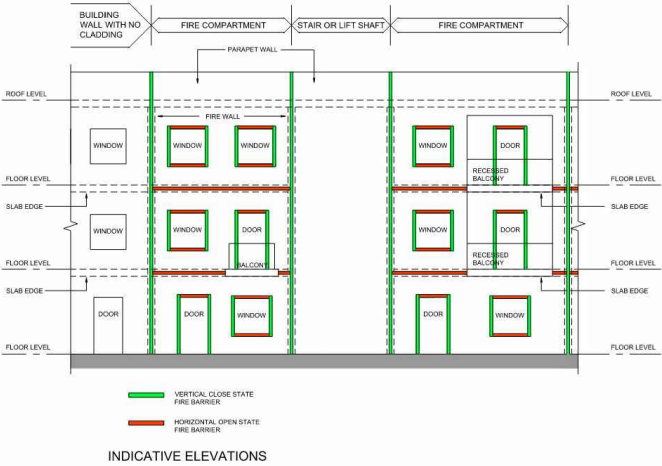 BUILDING
WALL WITH NO
CLADDING
FIRE COMPARTMENT
STAIR OR LIFT SHAFT
FIRE COMPARTMENT
PARAPET WALL
ROOF LEVEL
ROOF LEVEL
FIRE WALL
WINDOW
WINDOW
WINDOW
WINDOW
DOOR
RECESSED
BALCONY
FLOOR LEVEL
FLOOR LEVEL
SLAB EDGE
SLAB EDGE
WINDOW
WINDOW
DOOR
WINDOW
DOOR
BALCONY
RECESSED
BALCONY
FLOOR LEVEL
FLOOR LEVEL
SLAB EDGE
SLAB EDGE
DOOR
DOOR
WINDOW
DOOR
WINDOW
FLOOR LEVEL
FLOOR LEVEL
VERTICAL CLOSE STATE
FIRE BARRIER
HORIZONTAL OPEN STATE
FIRE BARRIER
INDICATIVE ELEVATIONS